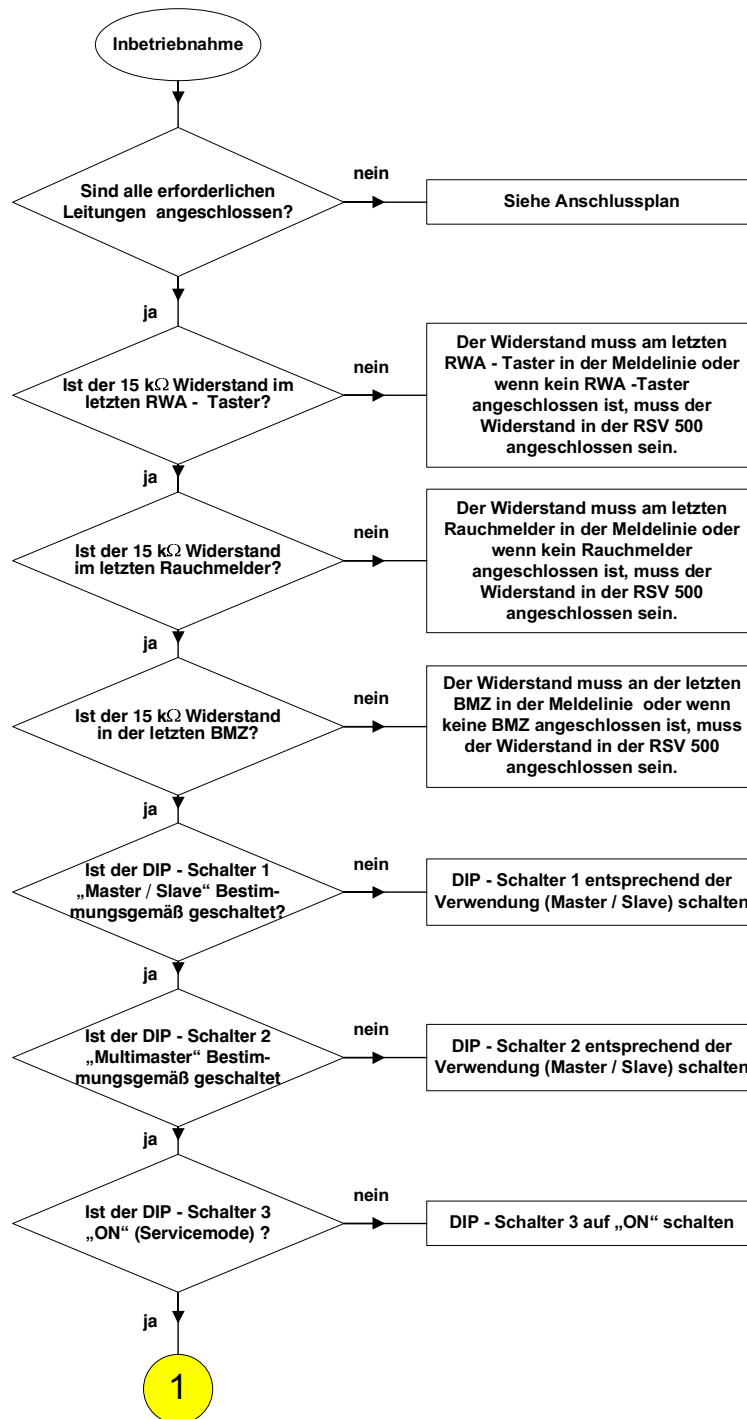 Inbetriebnahme
Sind alle erforderlichen
Leitungen angeschlossen?
nein
Siehe Anschlussplan
ja
Ist der 15 kΩ Widerstand im
letzten RWA - Taster?
nein
Der Widerstand muss am letzten
RWA - Taster in der Meldelinie oder
wenn kein RWA -Taster
angeschlossen ist, muss der
Widerstand in der RSV 500
angeschlossen sein.
ja
Ist der 15 kΩ Widerstand
im letzten Rauchmelder?
nein
Der Widerstand muss am letzten
Rauchmelder in der Meldelinie oder
wenn kein Rauchmelder
angeschlossen ist, muss der
Widerstand in der RSV 500
angeschlossen sein.
ja
Ist der 15 kΩ Widerstand
in der letzten BMZ?
nein
Der Widerstand muss an der letzten
BMZ in der Meldelinie oder wenn
keine BMZ angeschlossen ist, muss
der Widerstand in der RSV 500
angeschlossen sein.
ja
Ist der DIP - Schalter 1
„Master / Slave“ Bestim-
mungsgemäß geschaltet?
nein
DIP - Schalter 1 entsprechend der
Verwendung (Master / Slave) schalten
ja
Ist der DIP - Schalter 2
„Multimaster“ Bestim-
mungsgemäß geschaltet
nein
DIP - Schalter 2 entsprechend der
Verwendung (Master / Slave) schalten
ja
Ist der DIP - Schalter 3
„ON“ (Servicemode) ?
nein
DIP - Schalter 3 auf „ON“ schalten
ja
1